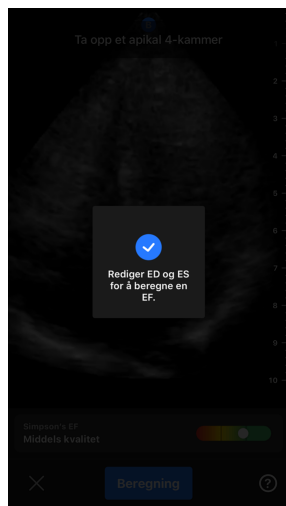 Ta opp et apikal 4-kammer
2
3
4
5
6
7
8
9
10
Rediger ED og ES
for å beregne en
EF.
Simpson's EF
Middels kvalitet
Beregning
?